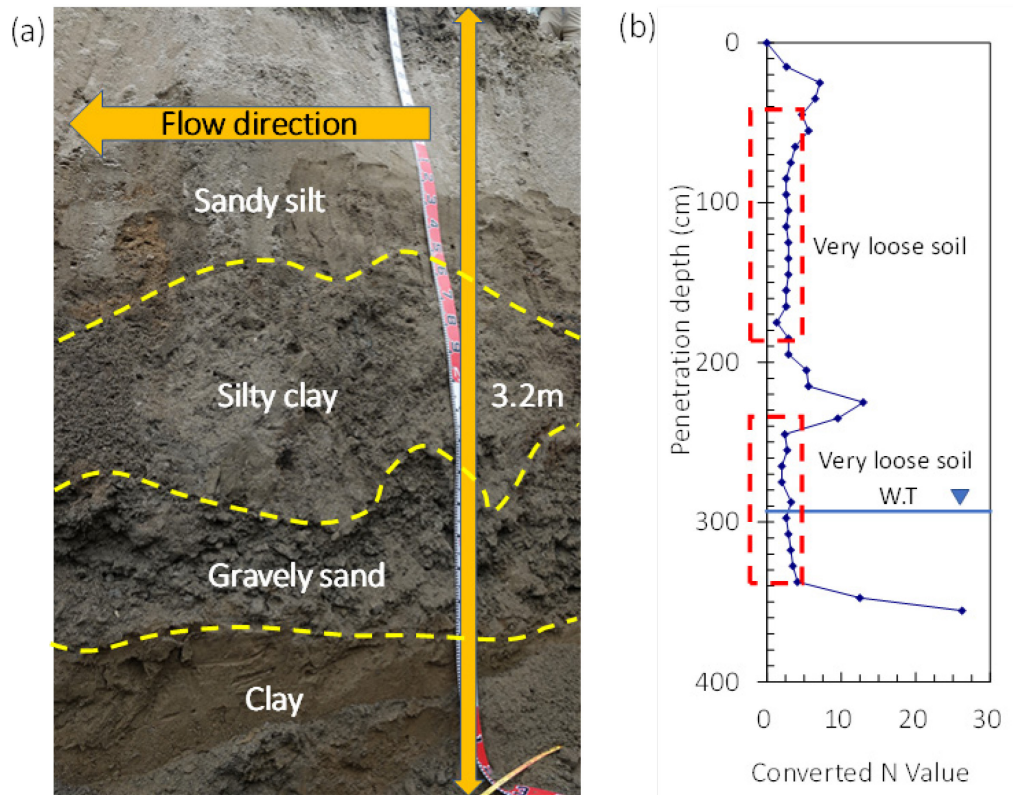 (a)
Flow direction
Sandy silt
Silty clay
3.2m
Gravely sand
Clay
(b)
0
100
200
300
400
Penetration depth (cm)
Very loose soil
Very loose soil
W.T
0 10 20 30
Converted N Value